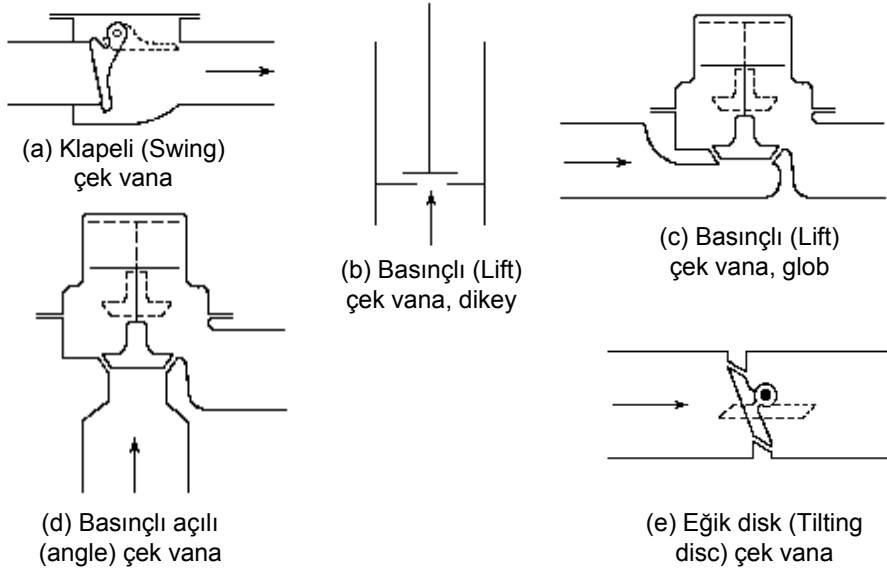 (a) Klapeli (Swing)
çek vana
(b) Basınçlı (Lift)
çek vana, dikey
(c) Basınçlı (Lift)
çek vana, glob
(d) Basınçlı açılı
(angle) çek vana
(e) Eğik disk (Tilting
disc) çek vana